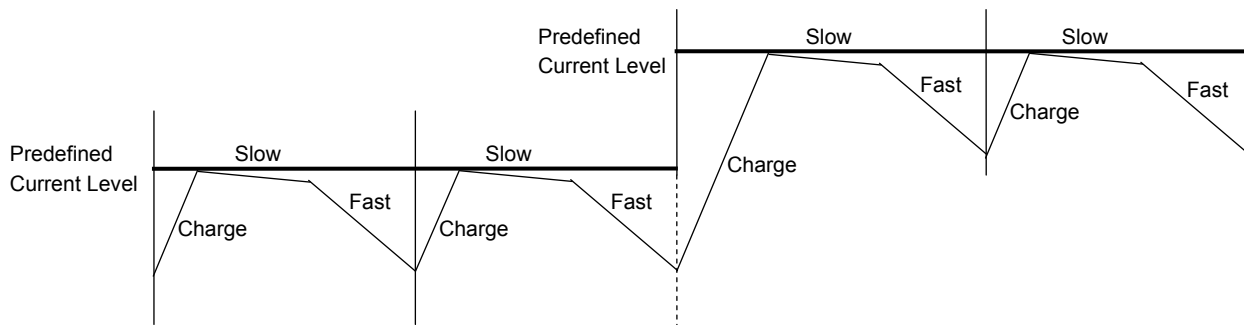 Predefined
Current Level
Slow
Slow
Fast
Fast
Charge
Charge
Predefined
Current Level
Slow
Slow
Fast
Fast
Charge
Charge